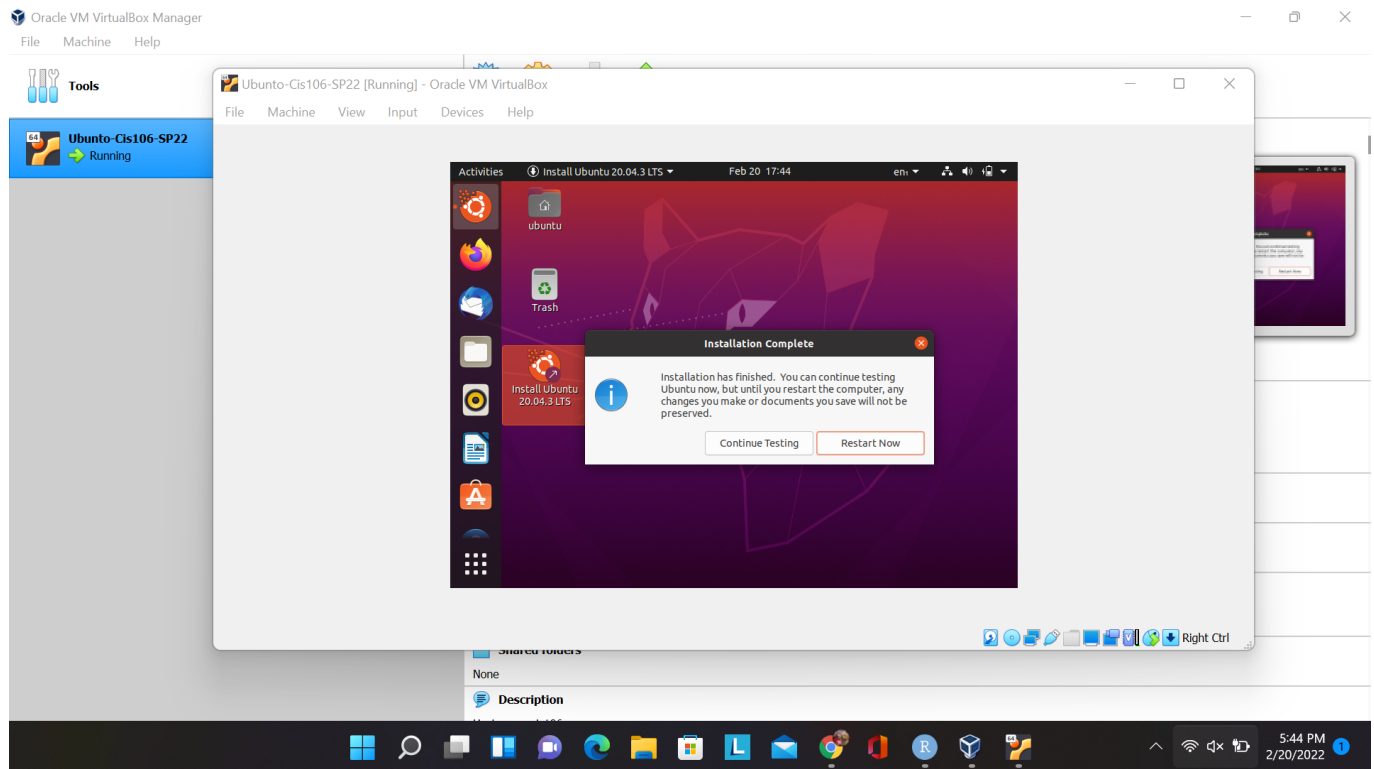 Oracle VM VirtualBox Manager
File Machine Help
Tools
Ubunto-Cis106-SP22
Running
Ubunto-Cis106-SP22 [Running] - Oracle VM VirtualBox
File Machine View Input Devices Help
Activities Install Ubuntu 20.04.3 LTS Feb 20 17:44 en₁
ubuntu
Trash
Install Ubuntu
20.04.3 LTS
Installation Complete
Installation has finished. You can continue testing
Ubuntu now, but until you restart the computer, any
changes you make or documents you save will not be
preserved.
Continue Testing Restart Now
Right Ctrl
Shared folders
None
Description
5:44 PM
2/20/2022
1